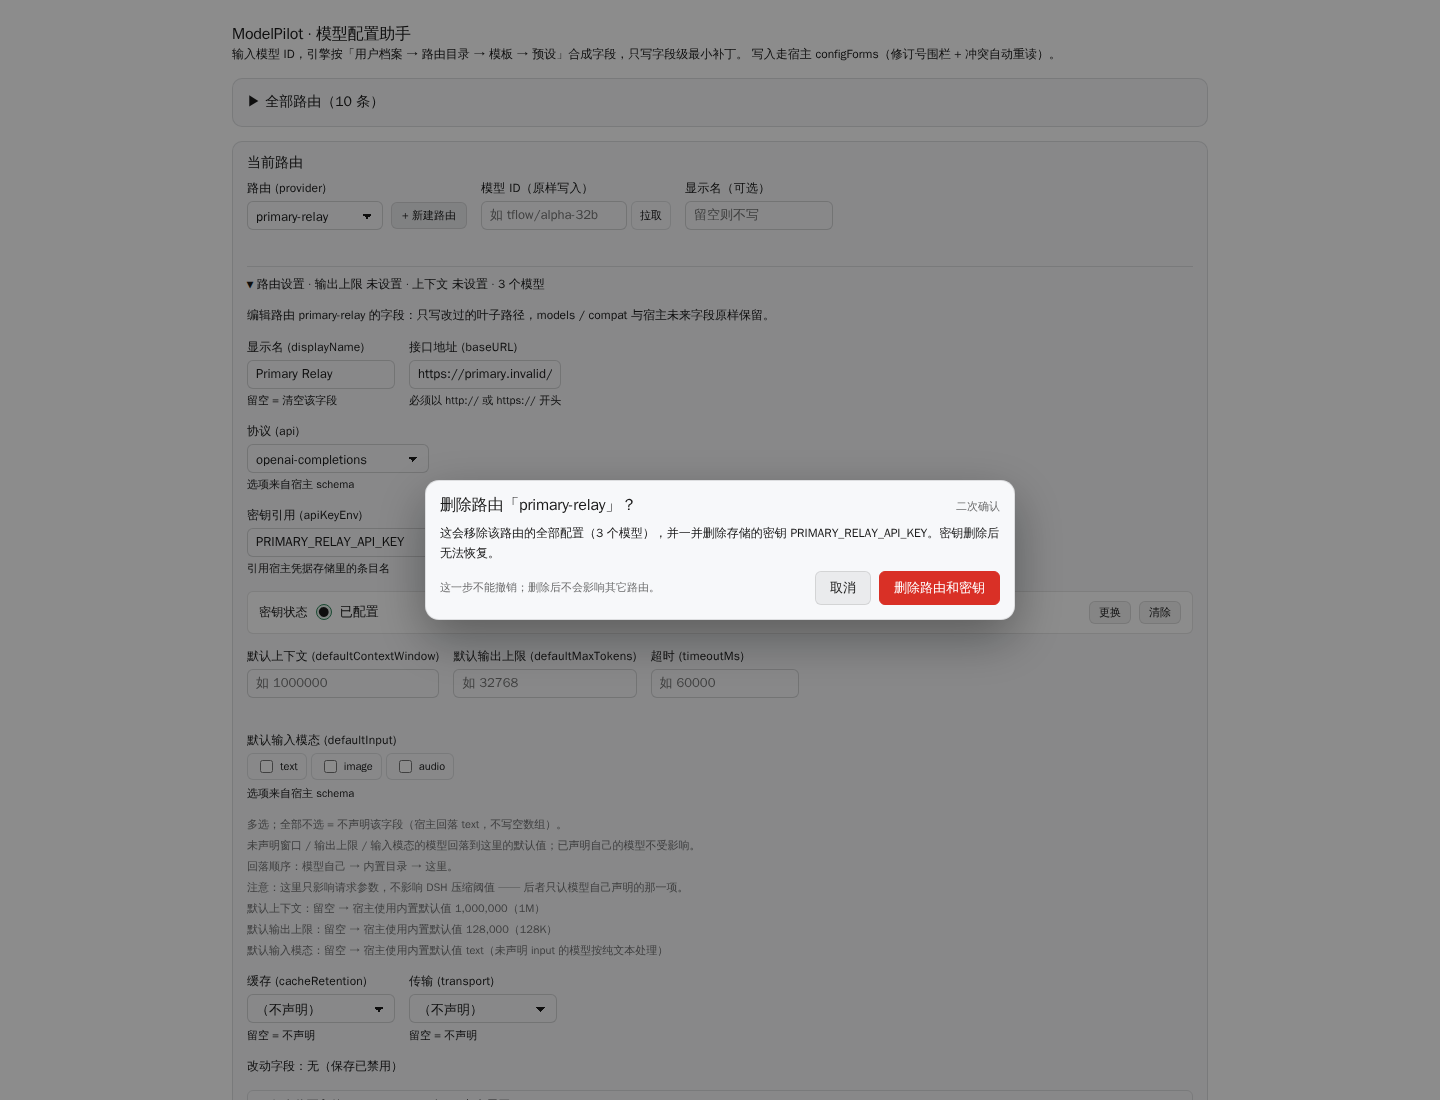 ModelPilot · 模型配置助手
输入模型 ID，引擎按「用户档案 → 路由目录 → 模板 → 预设」合成字段，只写字段级最小补丁。 写入走宿主 configForms（修订号围栏 + 冲突自动重读）。
▶ 全部路由（10 条）
当前路由
路由 (provider) 模型 ID（原样写入） 显示名（可选）
primary-relay + 新建路由 如 tflow/alpha-32b 拉取 留空则不写
▾ 路由设置 · 输出上限 未设置 · 上下文 未设置 · 3 个模型
编辑路由 primary-relay 的字段：只写改过的叶子路径，models / compat 与宿主未来字段原样保留。
显示名 (displayName) 接口地址 (baseURL)
Primary Relay https://primary.invalid/
留空 = 清空该字段 必须以 http:// 或 https:// 开头
协议 (api)
openai-completions
选项来自宿主 schema
密钥引用 (apiKeyEnv)
PRIMARY_RELAY_API_KEY
引用宿主凭据存储里的条目名
删除路由「primary-relay」？ 二次确认
这会移除该路由的全部配置（3 个模型），并一并删除存储的密钥 PRIMARY_RELAY_API_KEY。密钥删除后
无法恢复。
这一步不能撤销；删除后不会影响其它路由。 取消 删除路由和密钥
密钥状态 已配置 更换 清除
默认上下文 (defaultContextWindow) 默认输出上限 (defaultMaxTokens) 超时 (timeoutMs)
如 1000000 如 32768 如 60000
默认输入模态 (defaultInput)
text image audio
选项来自宿主 schema
多选；全部不选 = 不声明该字段（宿主回落 text，不写空数组）。
未声明窗口 / 输出上限 / 输入模态的模型回落到这里的默认值；已声明自己的模型不受影响。
回落顺序：模型自己 → 内置目录 → 这里。
注意：这里只影响请求参数，不影响 DSH 压缩阈值 —— 后者只认模型自己声明的那一项。
默认上下文：留空 → 宿主使用内置默认值 1,000,000（1M）
默认输出上限：留空 → 宿主使用内置默认值 128,000（128K）
默认输入模态：留空 → 宿主使用内置默认值 text（未声明 input 的模型按纯文本处理）
缓存 (cacheRetention) 传输 (transport)
（不声明） （不声明）
留空 = 不声明 留空 = 不声明
改动字段：无（保存已禁用）